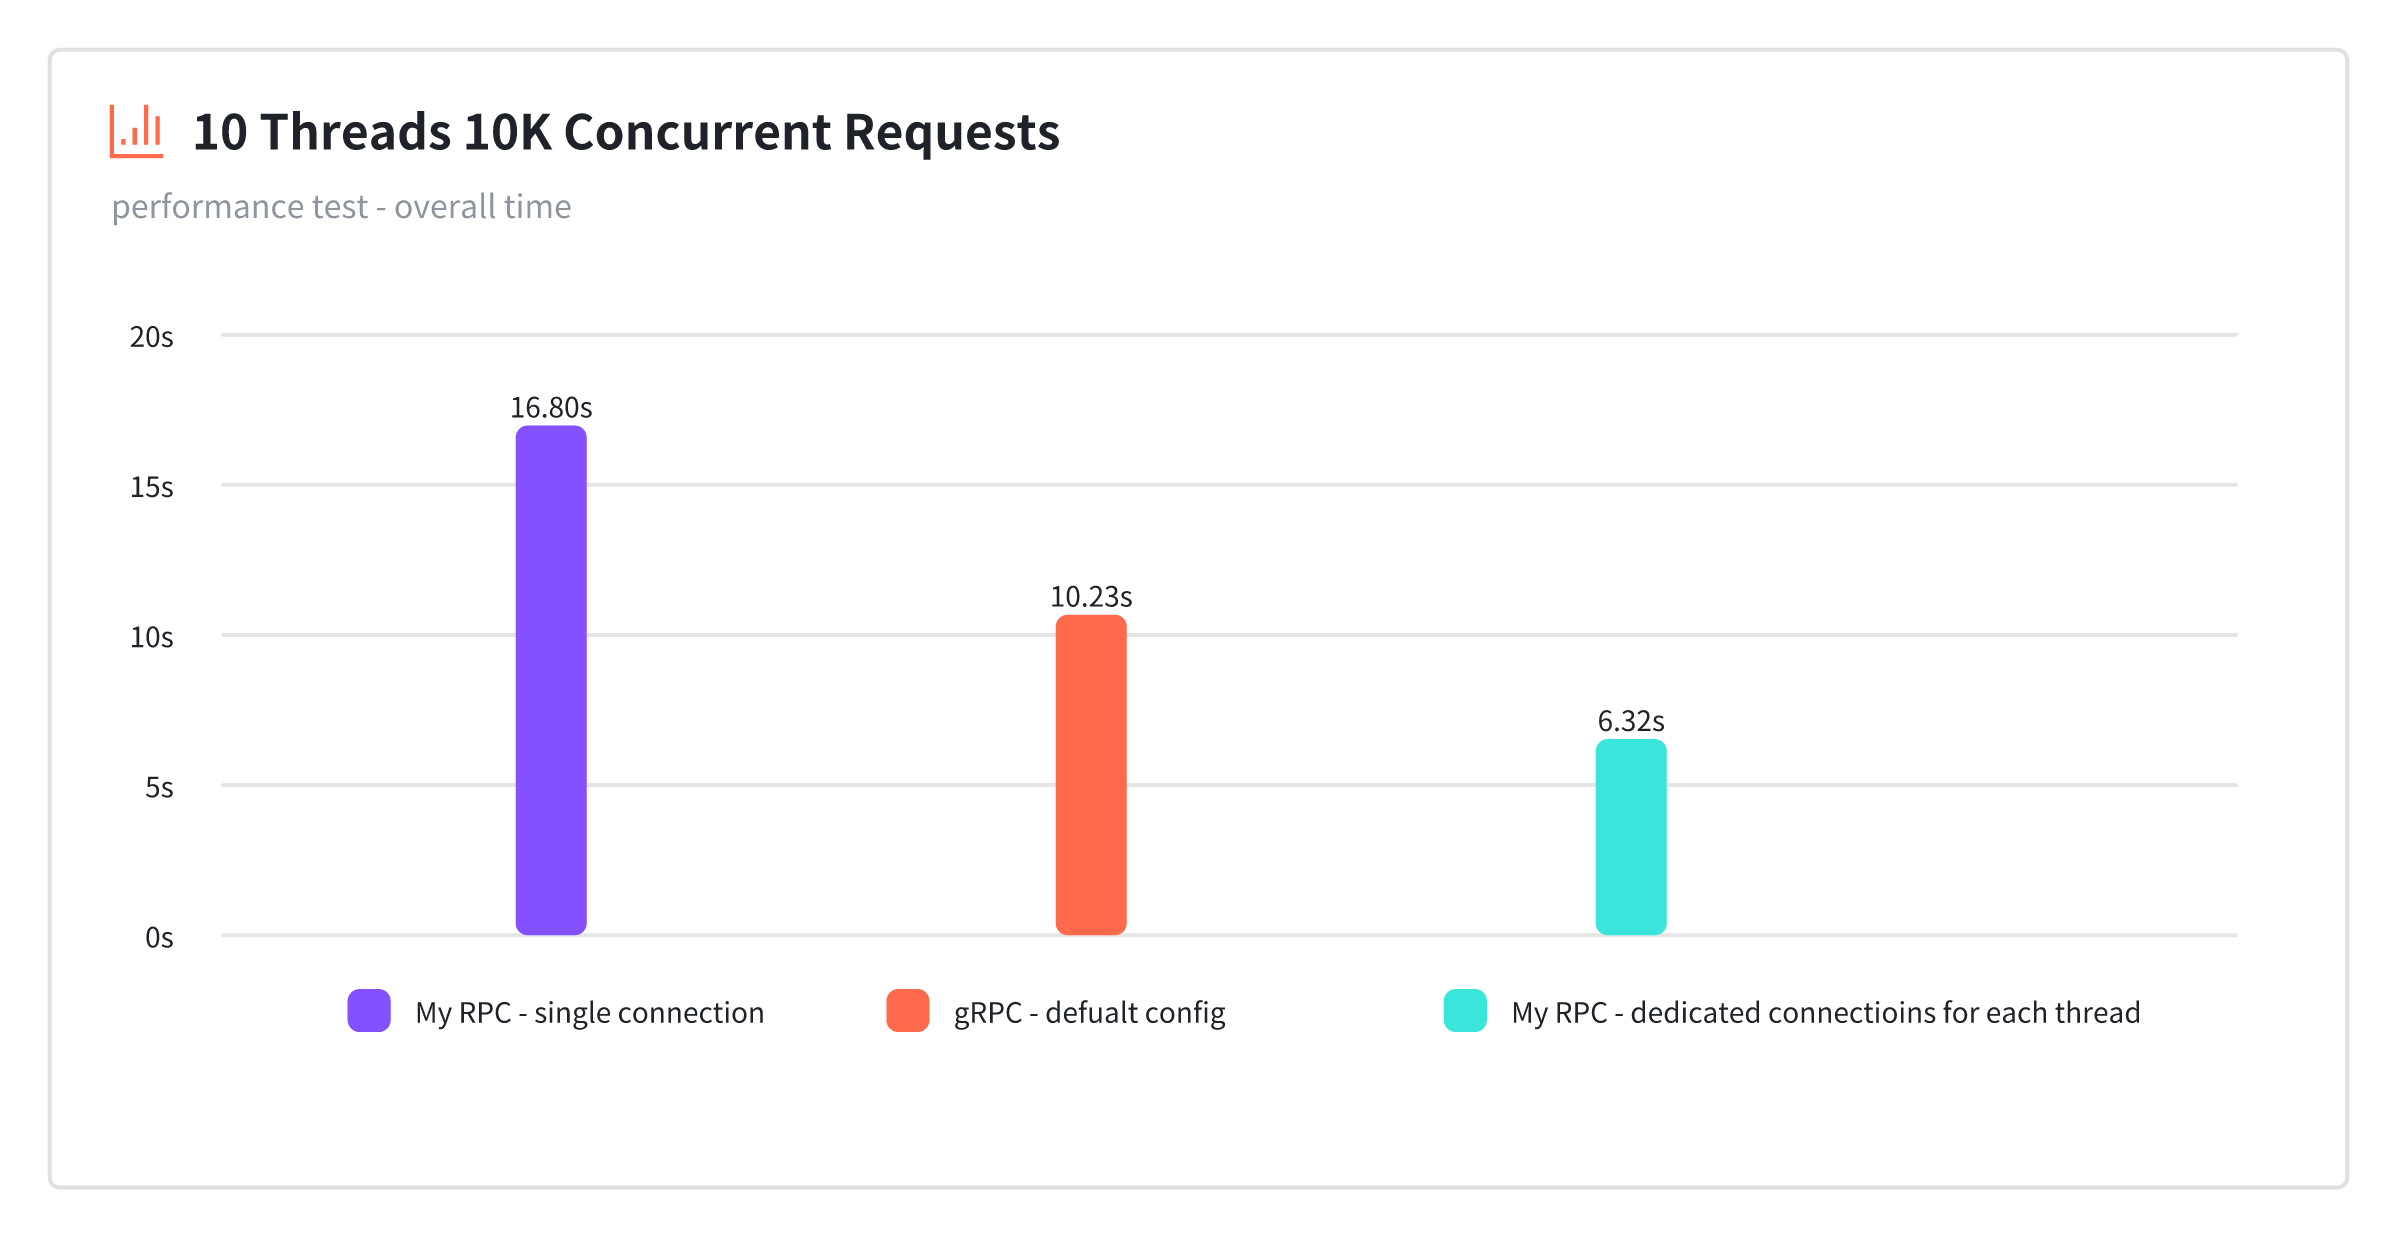 10 Threads 10K Concurrent Requests
performance test - overall time
20s
16.80s
15s
10.23s
10s
6.32s
5s
0s
My RPC - single connection
gRPC - defualt config
My RPC - dedicated connectioins for each thread